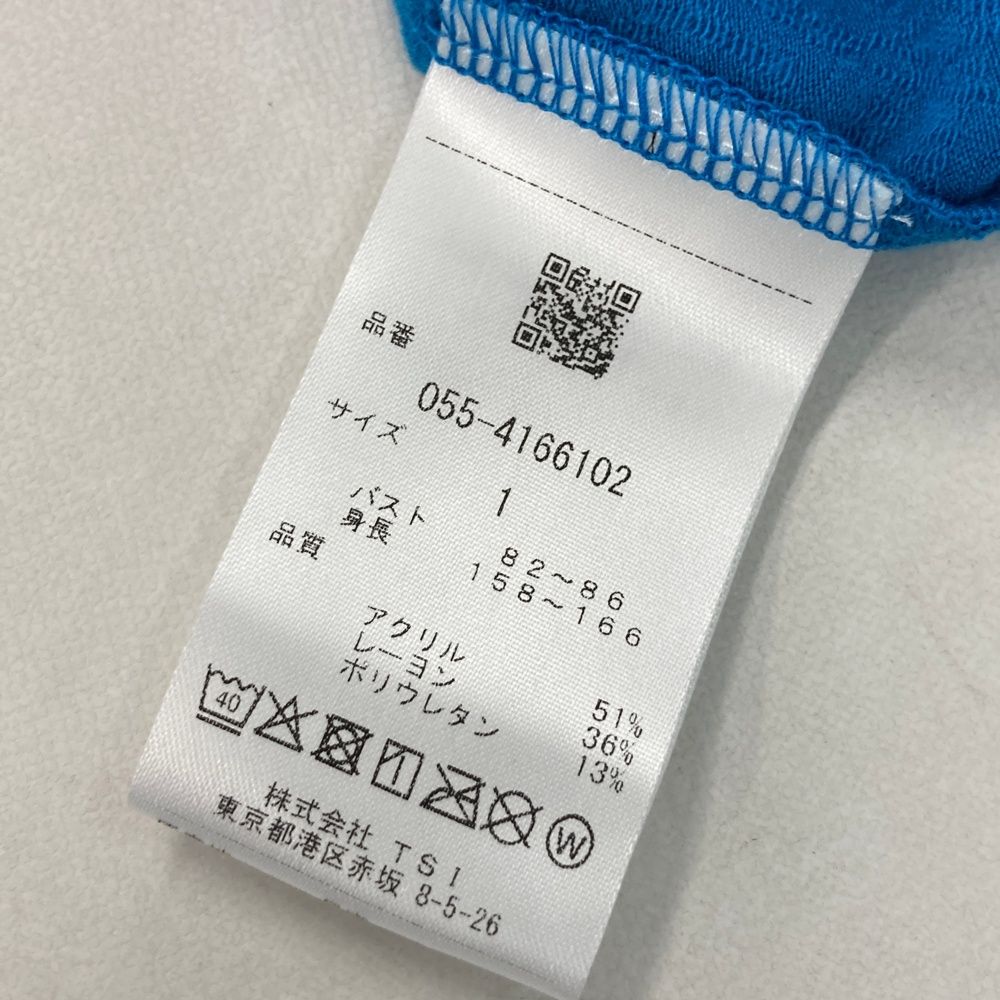 品番
055-4166102
サイズ
1
バスト 82～86
身長 158～166
品質
アクリル 51%
レーヨン 36%
ポリウレタン 13%
40
W
株式会社 TSI
東京都港区赤坂 8-5-26